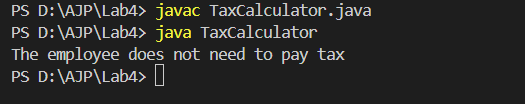 PS D:\AJP\Lab4> javac TaxCalculator.java
PS D:\AJP\Lab4> java TaxCalculator
The employee does not need to pay tax
PS D:\AJP\Lab4>